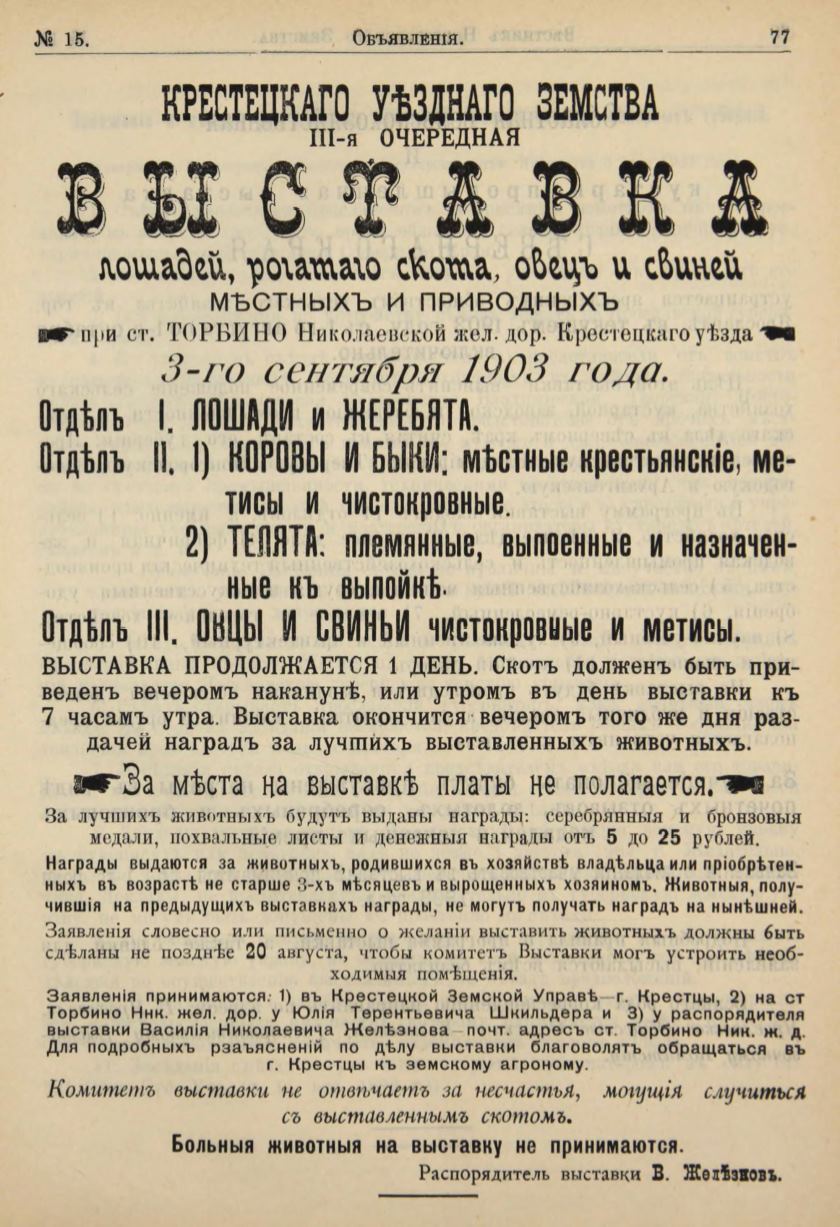 № 15.
Объявленія.
77
КРЕСТЕЦКАГО УѢЗДНАГО ЗЕМСТВА
III-я ОЧЕРЕДНАЯ
ВЫСТАВКА
лошадей, рогатаго скота, овецъ и свиней
МѢСТНЫХЪ И ПРИВОДНЫХЪ
при ст. ТОРБИНО Николаевской жел. дор. Крестецкаго уѣзда
3-го сентября 1903 года.
Отдѣлъ I. ЛОШАДИ и ЖЕРЕБЯТА.
Отдѣлъ II. 1) КОРОВЫ И БЫКИ: мѣстные крестьянскіе, ме-
тисы и чистокровные.
2) ТЕЛЯТА: племянные, выпоенные и назначен-
ные къ выпойкѣ.
Отдѣлъ III. ОВЦЫ И СВИНЬИ чистокровные и метисы.
ВЫСТАВКА ПРОДОЛЖАЕТСЯ 1 ДЕНЬ. Скотъ долженъ быть при-
веденъ вечеромъ наканунѣ, или утромъ въ день выставки къ
7 часамъ утра. Выставка окончится вечеромъ того же дня раз-
дачей наградъ за лучшихъ выставленныхъ животныхъ.
За мѣста на выставкѣ платы не полагается.
За лучшихъ животныхъ будутъ выданы награды: серебрянныя и бронзовыя
медали, похвальные листы и денежныя награды отъ 5 до 25 рублей.
Награды выдаются за животныхъ, родившихся въ хозяйствѣ владѣльца или пріобрѣтен-
ныхъ въ возрастѣ не старше 3-хъ мѣсяцевъ и вырощенныхъ хозяиномъ. Животныя, полу-
чившія на предыдущихъ выставкахъ награды, не могутъ получать наградъ на нынѣшней.
Заявленія словесно или письменно о желаніи выставить животныхъ должны быть
сдѣланы не позднѣе 20 августа, чтобы комитетъ Выставки могъ устроить необ-
ходимыя помѣщенія.
Заявленія принимаются: 1) въ Крестецкой Земской Управѣ—г. Крестцы, 2) на ст
Торбино Ник. жел. дор. у Юлія Терентьевича Шкильдера и 3) у распорядителя
выставки Василія Николаевича Желѣзнова—почт. адресъ ст. Торбино Ник. ж. д.
Для подробныхъ рзаъясненій по дѣлу выставки благоволятъ обращаться въ
г. Крестцы къ земскому агроному.
Комитетъ выставки не отвѣчаетъ за несчастья, могущія случиться
съ выставленнымъ скотомъ.
Больныя животныя на выставку не принимаются.
Распорядитель выставки В. Желѣзновъ.